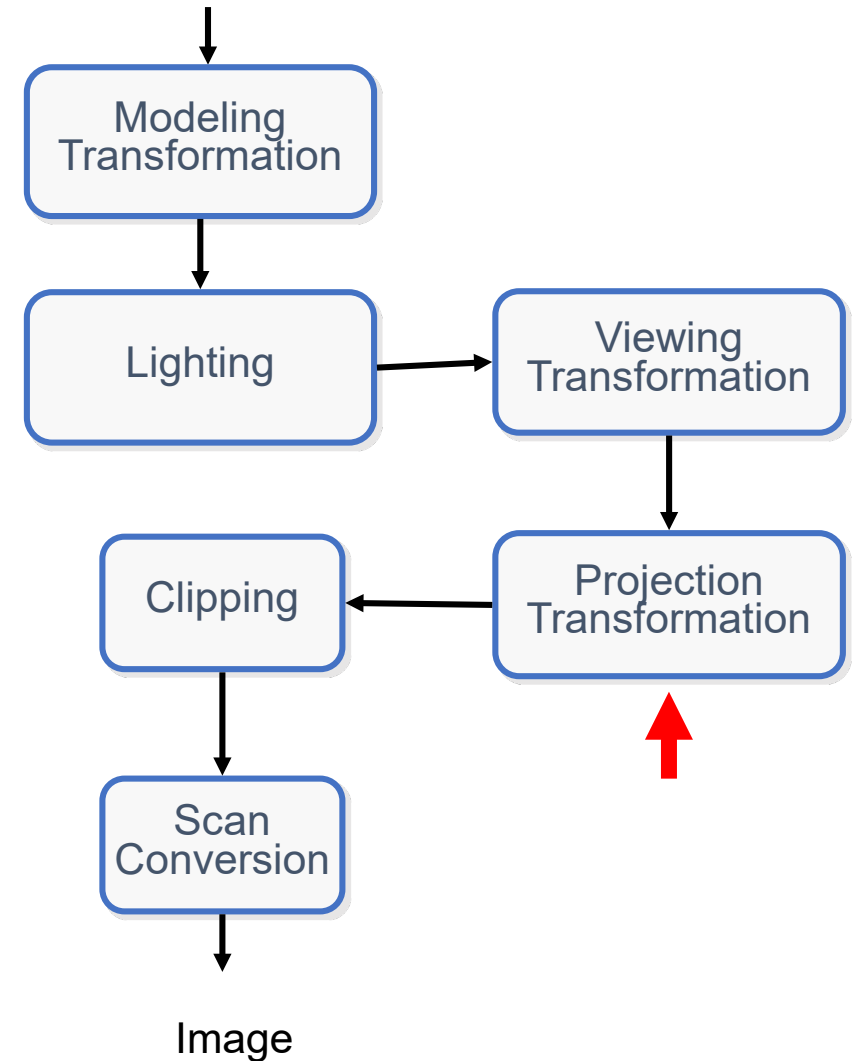 Modeling
Transformation
Lighting
Viewing
Transformation
Projection
Transformation
Clipping
Scan
Conversion
Image